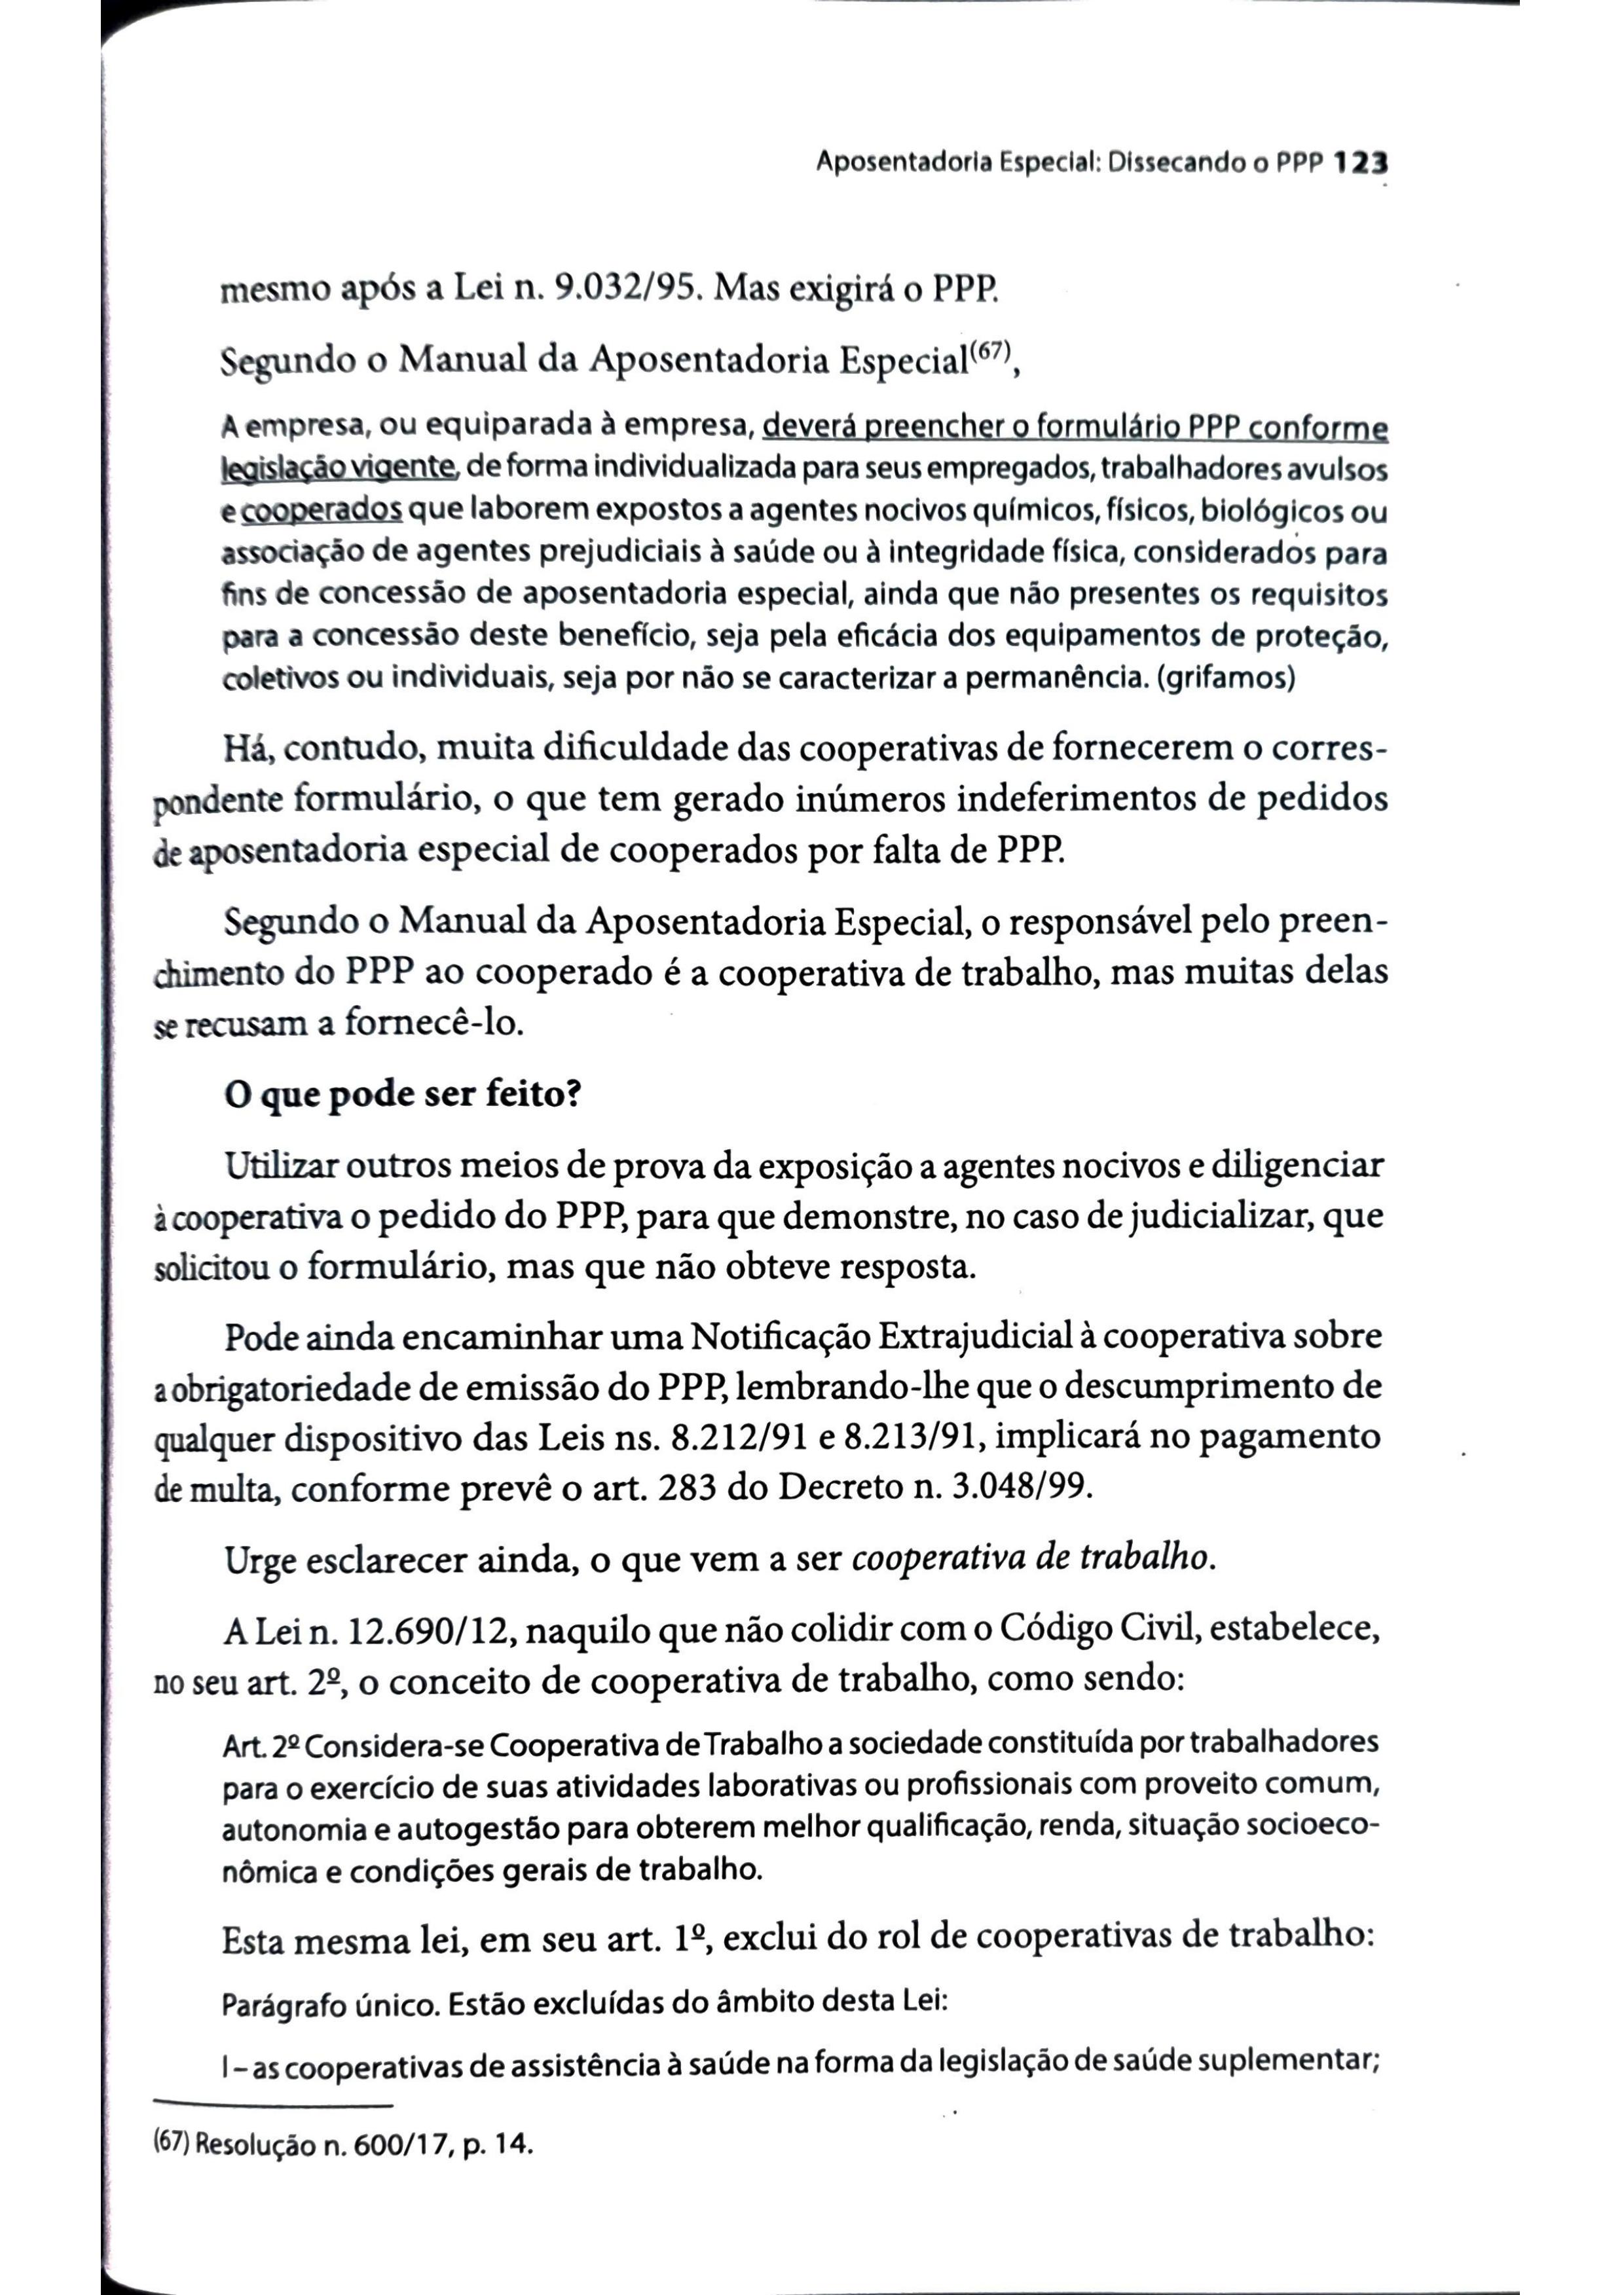 Aposentadoria Especial: Dissecando o PPP 123
mesmo após a Lei n. 9.032/95. Mas exigirá o PPP.
Segundo o Manual da Aposentadoria Especial(67),
A empresa, ou equiparada à empresa, deverá preencher o formulário PPP conforme
legislação vigente, de forma individualizada para seus empregados, trabalhadores avulsos
e cooperados que laborem expostos a agentes nocivos químicos, físicos, biológicos ou
associação de agentes prejudiciais à saúde ou à integridade física, considerados para
fins de concessão de aposentadoria especial, ainda que não presentes os requisitos
para a concessão deste benefício, seja pela eficácia dos equipamentos de proteção,
coletivos ou individuais, seja por não se caracterizar a permanência. (grifamos)
Há, contudo, muita dificuldade das cooperativas de fornecerem o corres-
pondente formulário, o que tem gerado inúmeros indeferimentos de pedidos
de aposentadoria especial de cooperados por falta de PPP.
Segundo o Manual da Aposentadoria Especial, o responsável pelo preen-
chimento do PPP ao cooperado é a cooperativa de trabalho, mas muitas delas
se recusam a fornecê-lo.
O que pode ser feito?
Utilizar outros meios de prova da exposição a agentes nocivos e diligenciar
à cooperativa o pedido do PPP, para que demonstre, no caso de judicializar, que
solicitou o formulário, mas que não obteve resposta.
Pode ainda encaminhar uma Notificação Extrajudicial à cooperativa sobre
a obrigatoriedade de emissão do PPP, lembrando-lhe que o descumprimento de
qualquer dispositivo das Leis ns. 8.212/91 e 8.213/91, implicará no pagamento
de multa, conforme prevê o art. 283 do Decreto n. 3.048/99.
Urge esclarecer ainda, o que vem a ser cooperativa de trabalho.
A Lei n. 12.690/12, naquilo que não colidir com o Código Civil, estabelece,
no seu art. 2º, o conceito de cooperativa de trabalho, como sendo:
Art. 2º Considera-se Cooperativa de Trabalho a sociedade constituída por trabalhadores
para o exercício de suas atividades laborativas ou profissionais com proveito comum,
autonomia e autogestão para obterem melhor qualificação, renda, situação socioeco-
nômica e condições gerais de trabalho.
Esta mesma lei, em seu art. 1º, exclui do rol de cooperativas de trabalho:
Parágrafo único. Estão excluídas do âmbito desta Lei:
I – as cooperativas de assistência à saúde na forma da legislação de saúde suplementar;
(67) Resolução n. 600/17, p. 14.